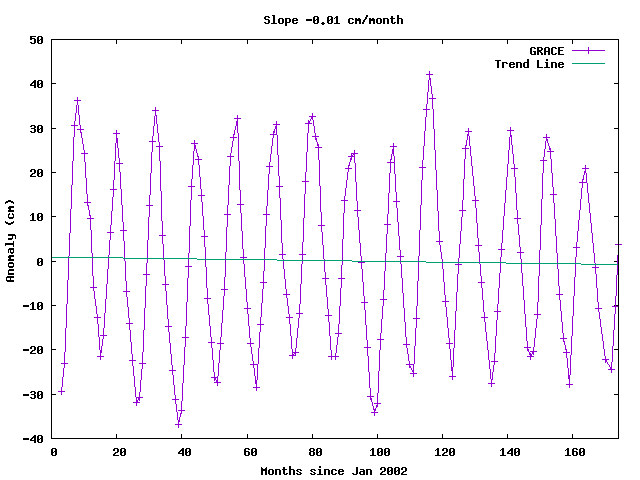 Slope -0.01 cm/month
GRACE
Trend Line
50
40
30
20
10
0
-10
-20
-30
-40
Anomaly (cm)
0 20 40 60 80 100 120 140 160
Months since Jan 2002